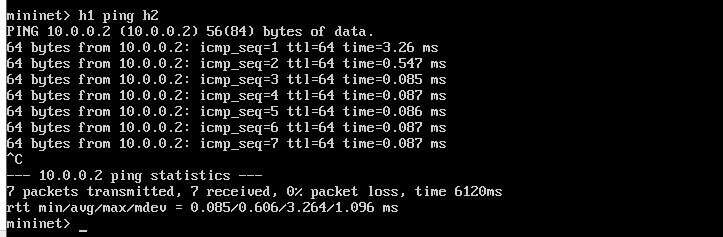 mininet> h1 ping h2
PING 10.0.0.2 (10.0.0.2) 56(84) bytes of data.
64 bytes from 10.0.0.2: icmp_seq=1 ttl=64 time=3.26 ms
64 bytes from 10.0.0.2: icmp_seq=2 ttl=64 time=0.547 ms
64 bytes from 10.0.0.2: icmp_seq=3 ttl=64 time=0.085 ms
64 bytes from 10.0.0.2: icmp_seq=4 ttl=64 time=0.087 ms
64 bytes from 10.0.0.2: icmp_seq=5 ttl=64 time=0.086 ms
64 bytes from 10.0.0.2: icmp_seq=6 ttl=64 time=0.087 ms
64 bytes from 10.0.0.2: icmp_seq=7 ttl=64 time=0.087 ms
^C
--- 10.0.0.2 ping statistics ---
7 packets transmitted, 7 received, 0% packet loss, time 6120ms
rtt min/avg/max/mdev = 0.085/0.606/3.264/1.096 ms
mininet> _